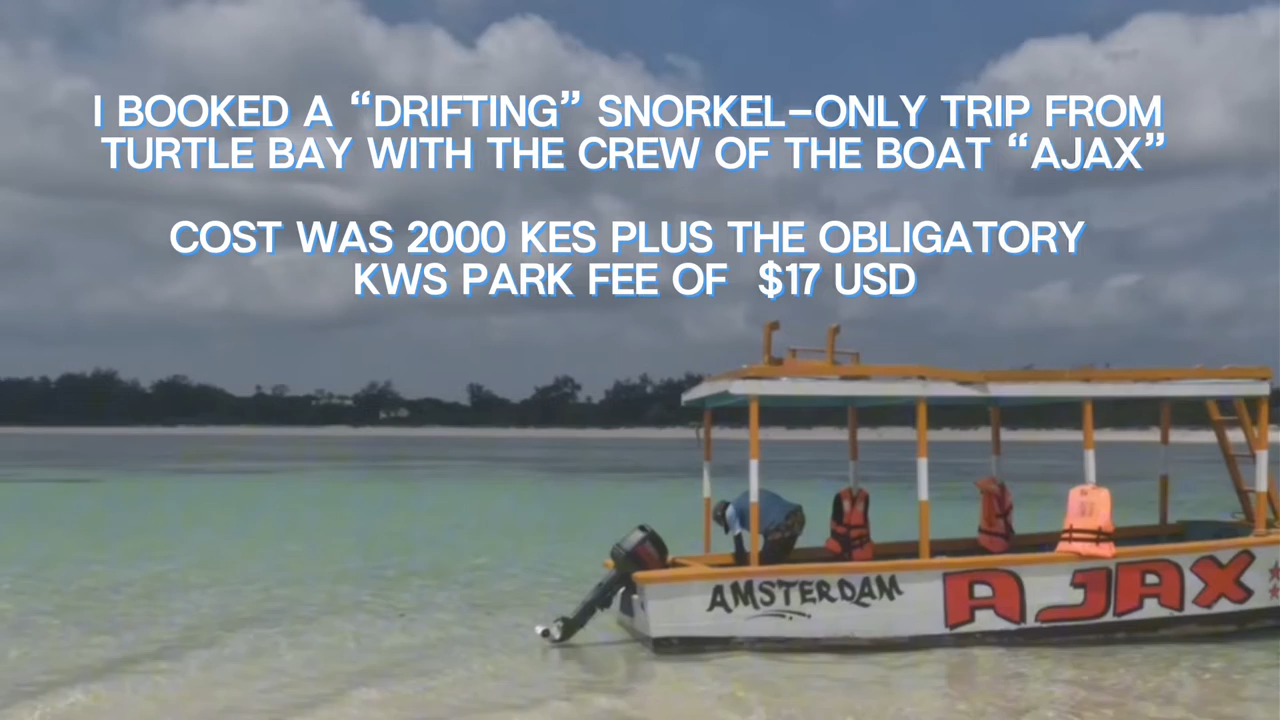 I BOOKED A “DRIFTING” SNORKEL-ONLY TRIP FROM
TURTLE BAY WITH THE CREW OF THE BOAT “AJAX”
COST WAS 2000 KES PLUS THE OBLIGATORY
KWS PARK FEE OF $17 USD
AMSTERDAM
AJAX